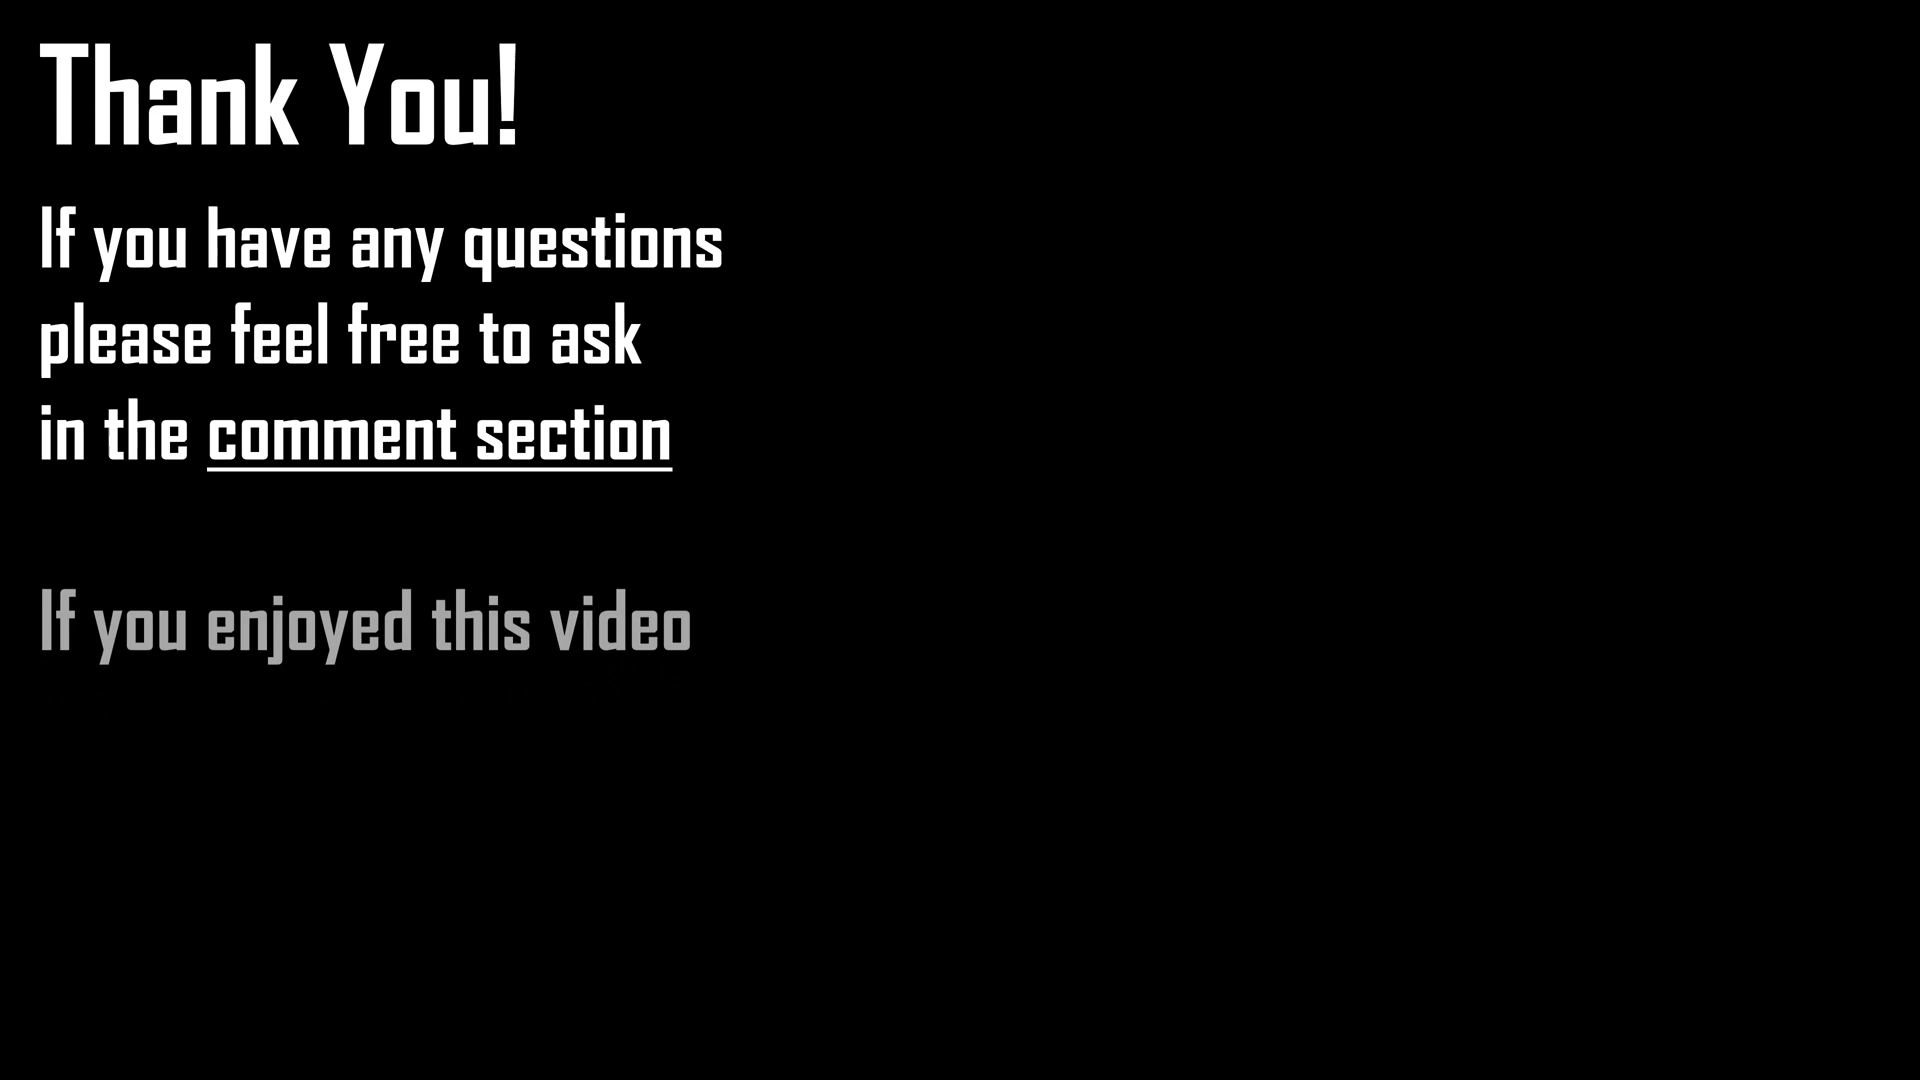 Thank You!
If you have any questions
please feel free to ask
in the comment section
If you enjoyed this video